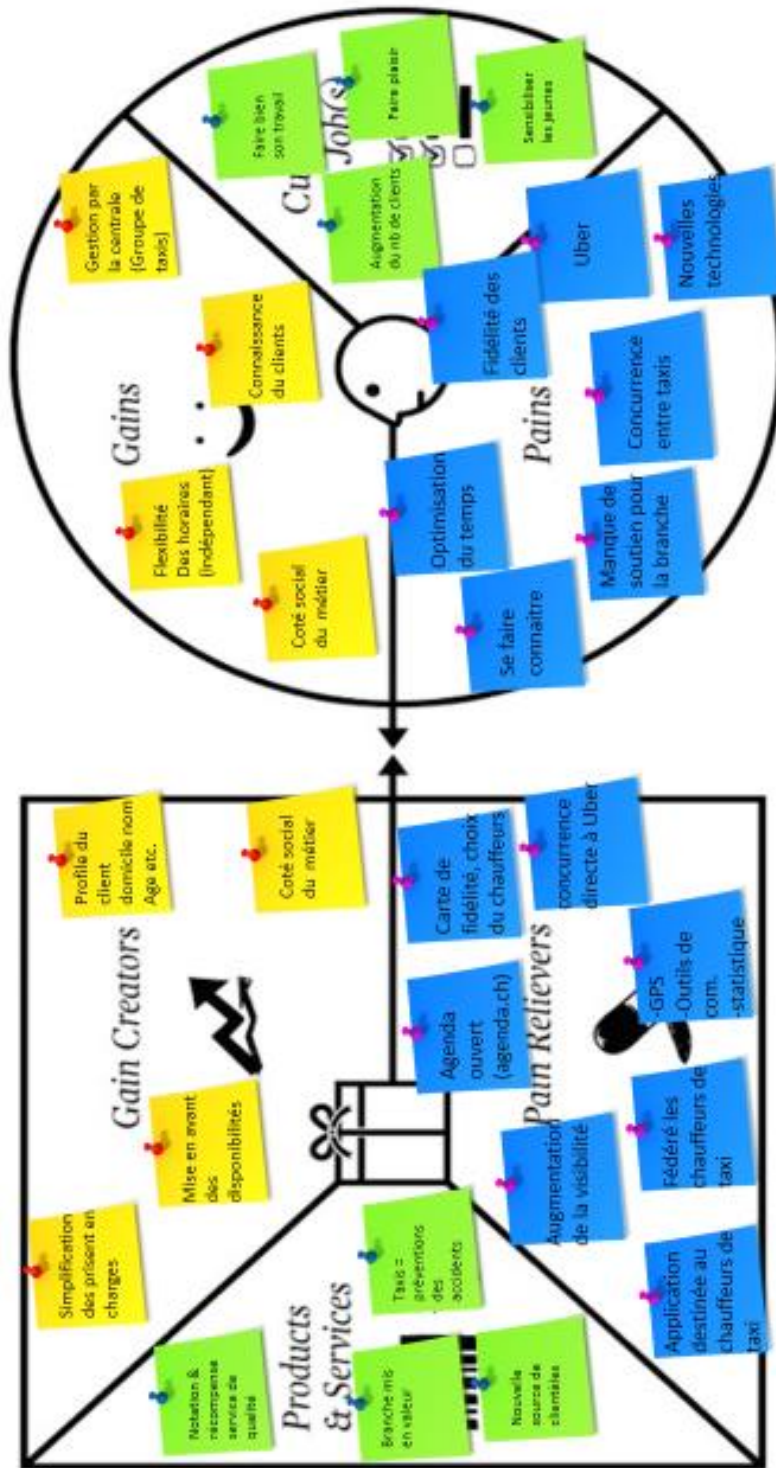 Gain Creators
Simplification
des prisent en
charges
Mise en avant
des
disponibilités
Profile du
client
domicile nom
Age etc.
Coté social
du métier
Products
& Services
Notation &
récompense
service de
qualité
Branche mis
en valeur
Taxis =
préventions
des
accidents
Nouvelle
source de
clientèles
Pain Relievers
Agenda
ouvert
(agenda.ch)
Carte de
fidélité, choix
du chauffeurs
Augmentation
de la visibilité
concurrence
directe à Uber
Application
destinée au
chauffeurs de
taxi
Fédéré les
chauffeurs de
taxi
-GPS
-Outils de
com.
-statistique
Gains
Flexibilité
Des horaires
(indépendant)
Gestion par
la centrale
(Groupe de
taxis)
Connaissance
du clients
Coté social
du métier
Cu
Job(s)
Faire bien
son travail
Faire plaisir
Augmentation
du nb de clients
Sensibiliser
les jeunes
Pains
Optimisation
du temps
Fidélité des
clients
Se faire
connaître
Uber
Manque de
soutien pour
la branche
Concurrence
entre taxis
Nouvelles
technologies